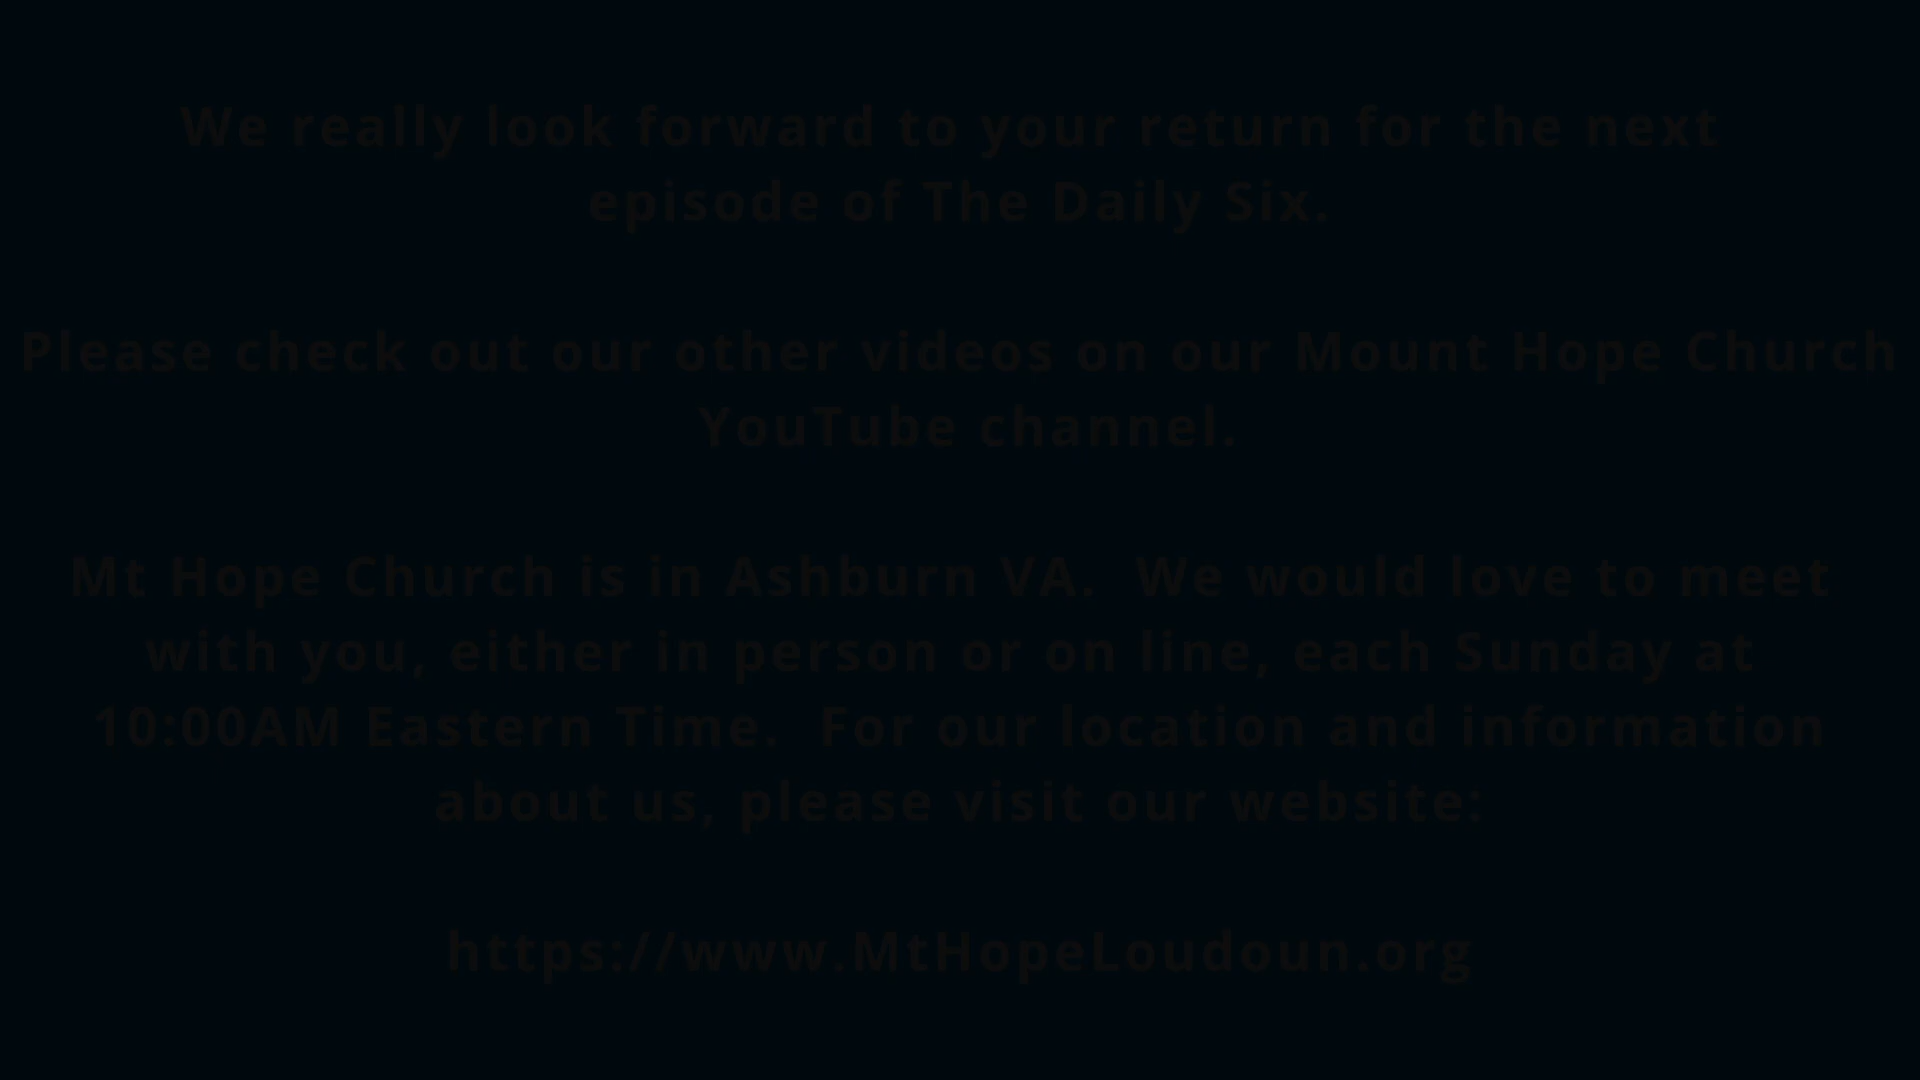 We really look forward to your return for the next
episode of The Daily Six.
Please check out our other videos on our Mount Hope Church
YouTube channel.
Mt Hope Church is in Ashburn VA.  We would love to meet
with you, either in person or on line, each Sunday at
10:00AM Eastern Time.  For our location and information
about us, please visit our website:
https://www.MtHopeLoudoun.org